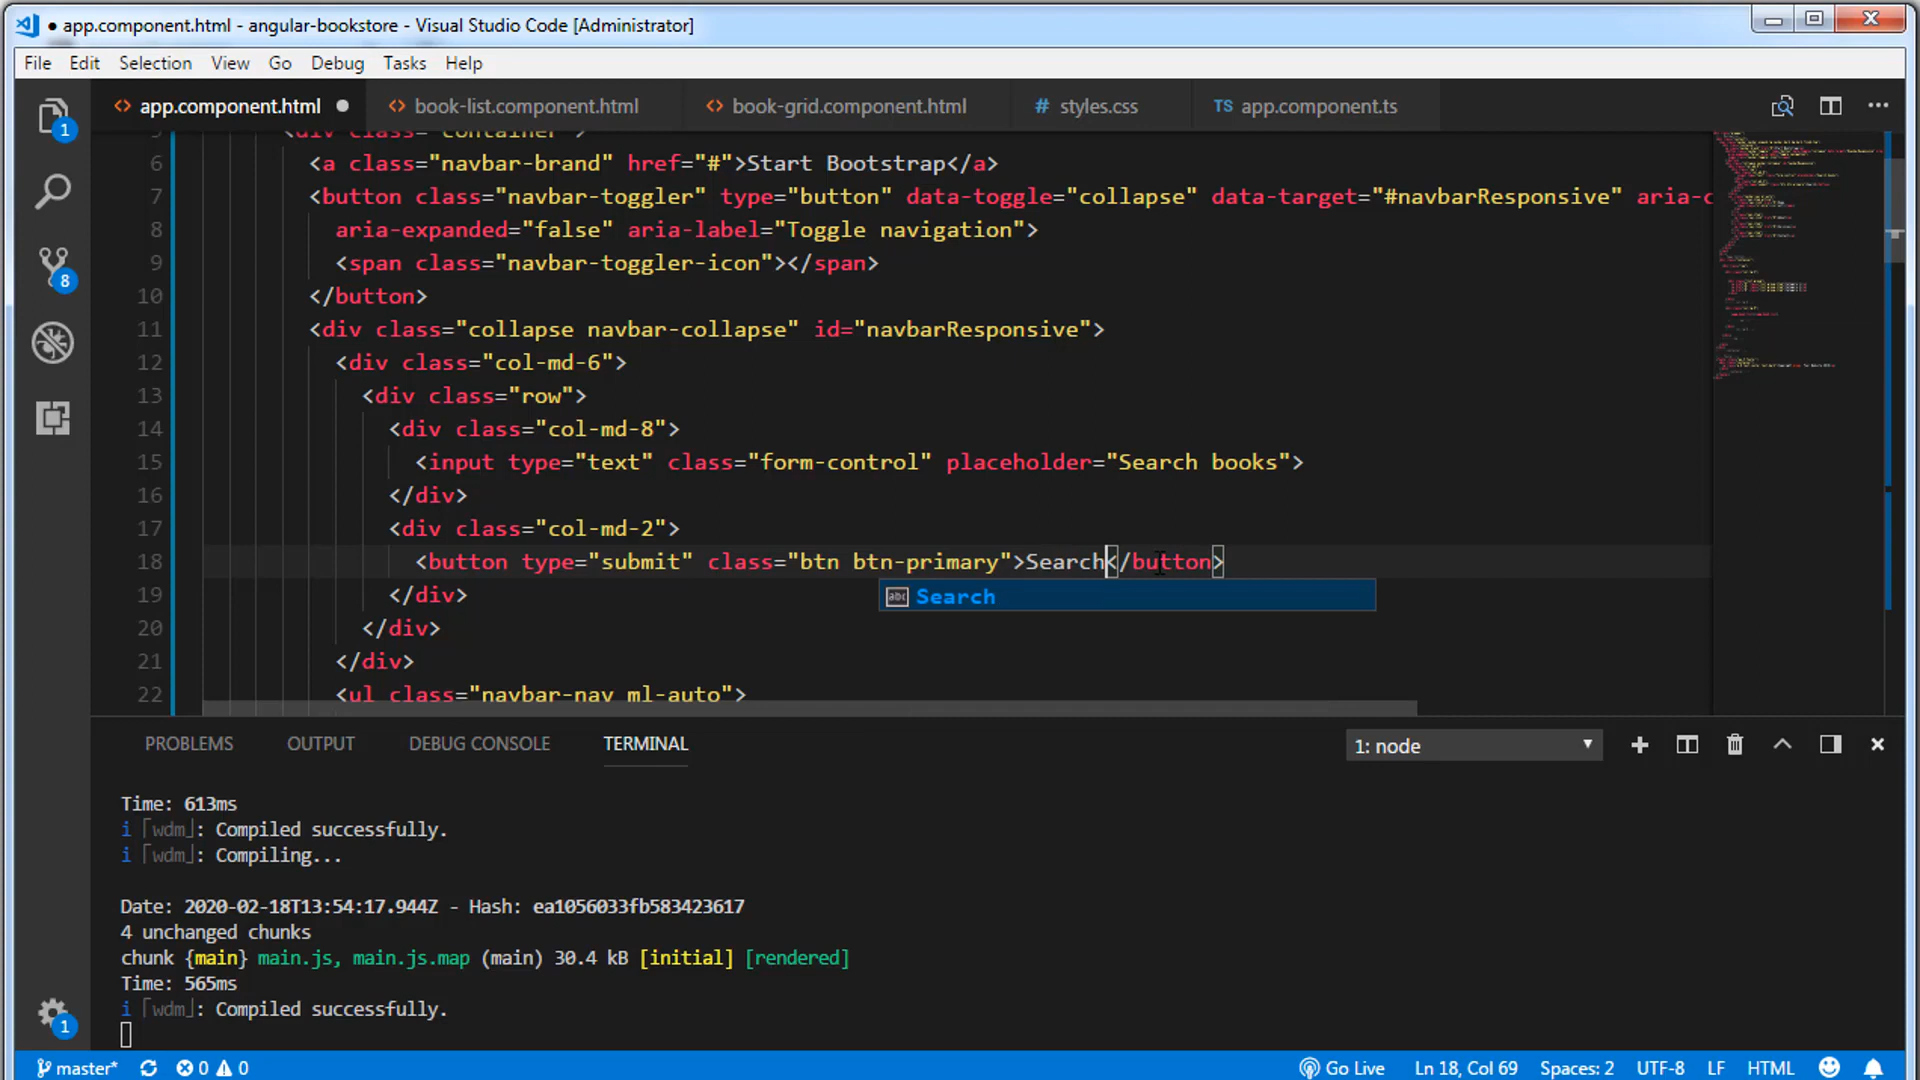 ● app.component.html - angular-bookstore - Visual Studio Code [Administrator]
File Edit Selection View Go Debug Tasks Help
<> app.component.html ● <> book-list.component.html <> book-grid.component.html # styles.css TS app.component.ts
1
<div class="container">
6 <a class="navbar-brand" href="#">Start Bootstrap</a>
7 <button class="navbar-toggler" type="button" data-toggle="collapse" data-target="#navbarResponsive" aria-c
8 aria-expanded="false" aria-label="Toggle navigation">
9 <span class="navbar-toggler-icon"></span>
8
10 </button>
11 <div class="collapse navbar-collapse" id="navbarResponsive">
12 <div class="col-md-6">
13 <div class="row">
14 <div class="col-md-8">
15 <input type="text" class="form-control" placeholder="Search books">
16 </div>
17 <div class="col-md-2">
18 <button type="submit" class="btn btn-primary">Search</button>
19 </div>
abc Search
20 </div>
21 </div>
22 <ul class="navbar-nav ml-auto">
PROBLEMS OUTPUT DEBUG CONSOLE TERMINAL 1: node
Time: 613ms
i ｢wdm｣: Compiled successfully.
i ｢wdm｣: Compiling...
Date: 2020-02-18T13:54:17.944Z - Hash: ea1056033fb583423617
4 unchanged chunks
chunk {main} main.js, main.js.map (main) 30.4 kB [initial] [rendered]
Time: 565ms
i ｢wdm｣: Compiled successfully.
1
master* 0 0 Go Live Ln 18, Col 69 Spaces: 2 UTF-8 LF HTML